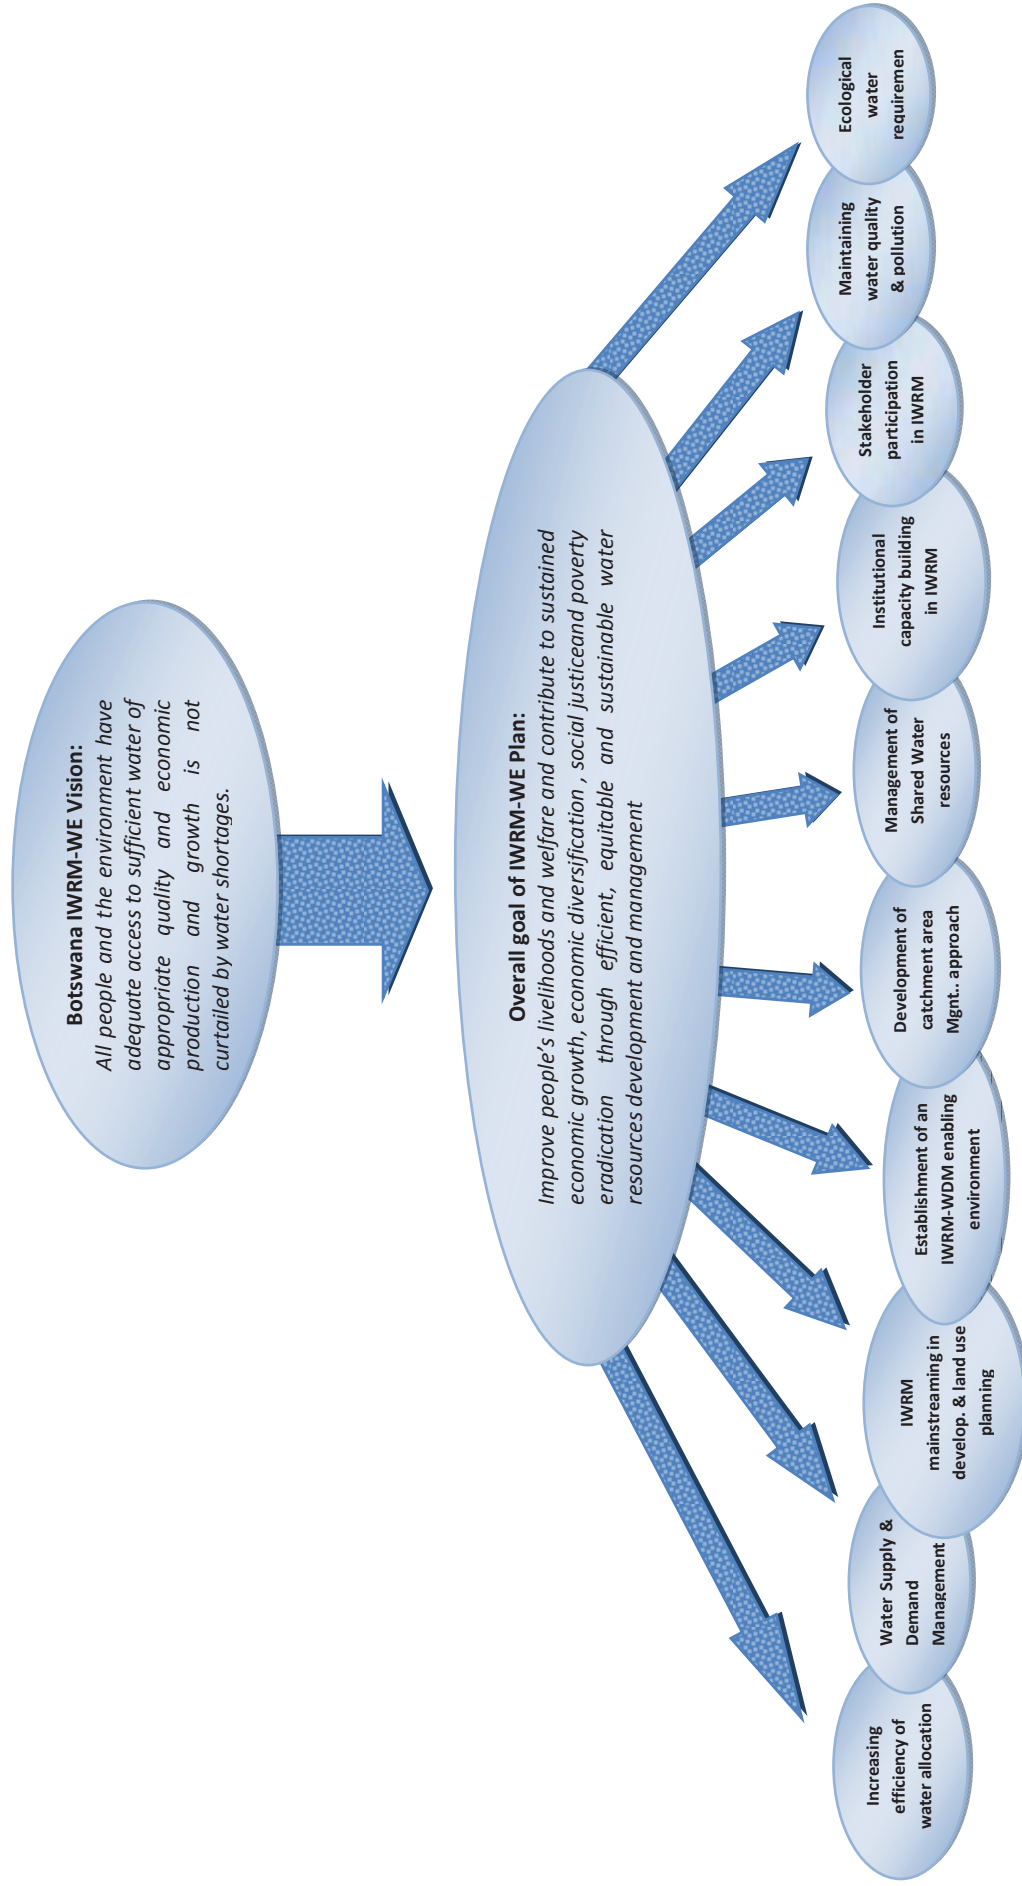 Botswana IWRM-WE Vision:
All people and the environment have
adequate access to sufficient water of
appropriate quality and economic
production and growth is not
curtailed by water shortages.
Overall goal of IWRM-WE Plan:
Improve people's livelihoods and welfare and contribute to sustained
economic growth, economic diversification , social justiceand poverty
eradication through efficient, equitable and sustainable water
resources development and management
Increasing
efficiency of
water allocation
Water Supply &
Demand
Management
IWRM
mainstreaming in
develop. & land use
planning
Establishment of an
IWRM-WDM enabling
environment
Development of
catchment area
Mgnt.. approach
Management of
Shared Water
resources
Institutional
capacity building
in IWRM
Stakeholder
participation
in IWRM
Maintaining
water quality
& pollution
Ecological
water
requiremen